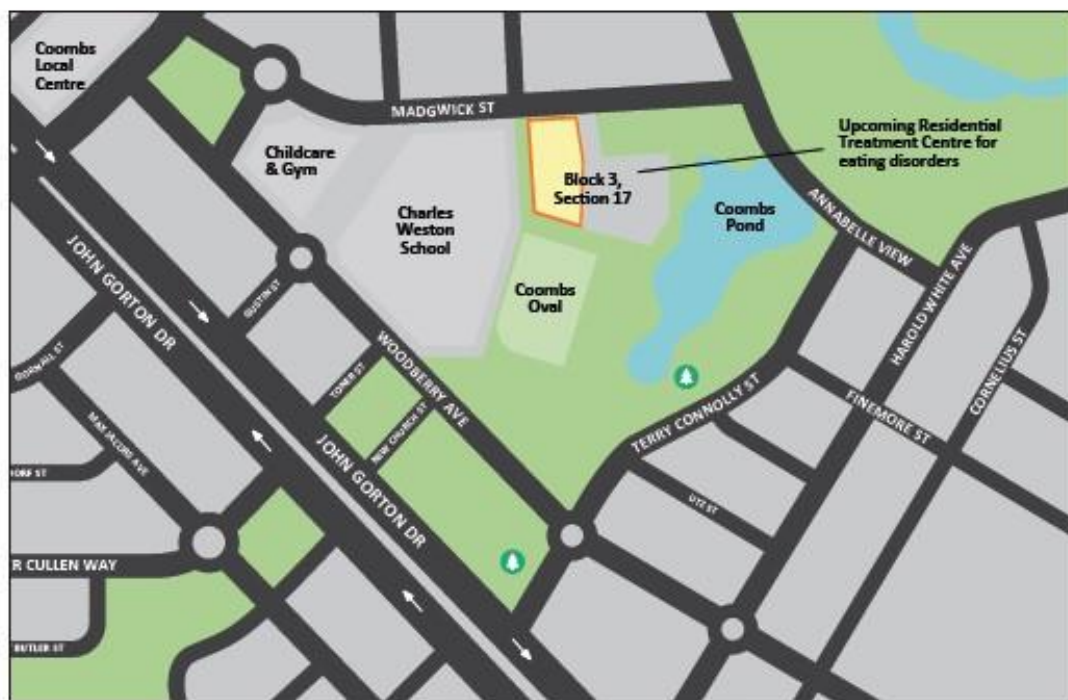 Coombs
Local
Centre
MADGWICK ST
Childcare
& Gym
Upcoming Residential
Treatment Centre for
eating disorders
Block 3,
Section 17
Charles
Weston
School
Coombs
Pond
ANNABELLE VIEW
JOHN GORTON DR
GUSTIN ST
Coombs
Oval
HAROLD WHITE AVE
CORNELIUS ST
WOODBERRY AVE
TONER ST
NEW CHURCH ST
MAX JACOBS AVE
TERRY CONNOLLY ST
FINEMORE ST
JOHN GORTON DR
UTZ ST
R CULLEN WAY
BUTLER ST